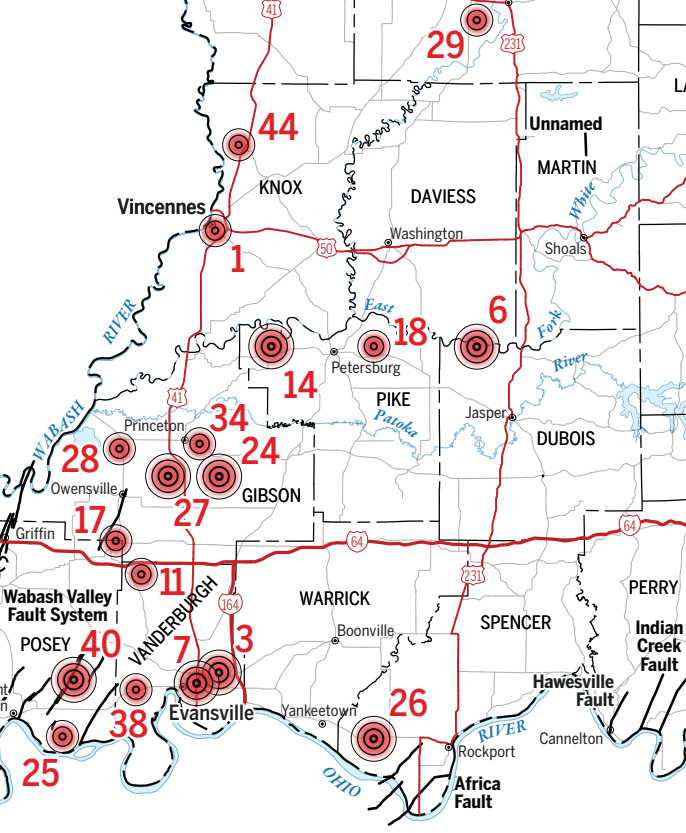 41
29
231
LA
44
Unnamed
MARTIN
KNOX
DAVIESS
White
Vincennes
Washington
50
1
Shoals
RIVER
East
18
6
Fork
14
Petersburg
River
41
PIKE
WABASH
34
Princeton
Patoka
Jasper
28
24
DUBOIS
Owensville
GIBSON
27
17
Griffin
64
64
11
231
Wabash Valley
Fault System
VANDERBURGH
164
WARRICK
PERRY
SPENCER
POSEY
40
Boonville
Indian
Creek
Fault
7
3
Hawesville
Fault
nt
n
38
Evansville
Yankeetown
26
RIVER
Cannelton
25
Rockport
OHIO
Africa
Fault